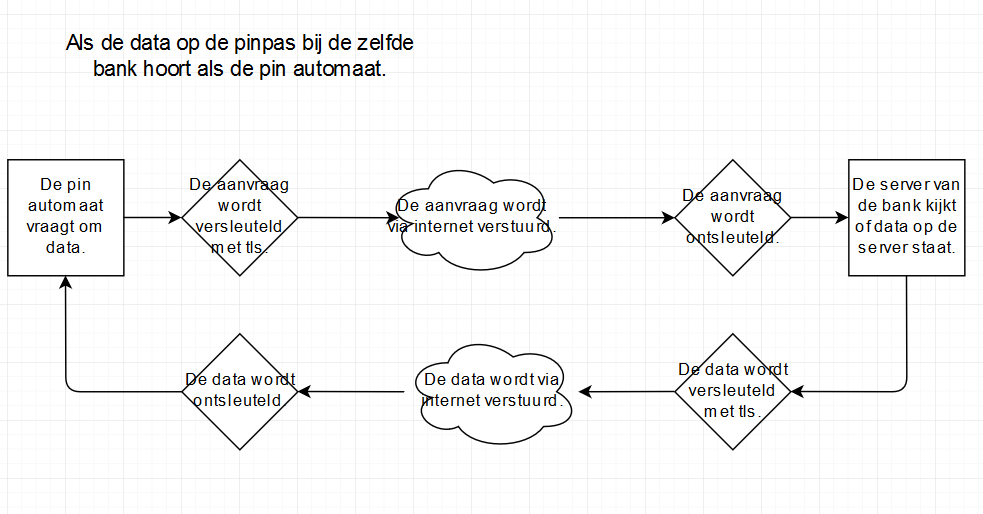 Als de data op de pinpas bij de zelfde
bank hoort als de pin automaat.
De pin
automaat
vraagt om
data.
De aanvraag
wordt
versleuteld
met tls.
De aanvraag wordt
via internet verstuurd.
De aanvraag
wordt
ontsleuteld.
De server van
de bank kijkt
of data op de
server staat.
De data wordt
ontsleuteld.
De data wordt via
internet verstuurd.
De data wordt
versleuteld
met tls.